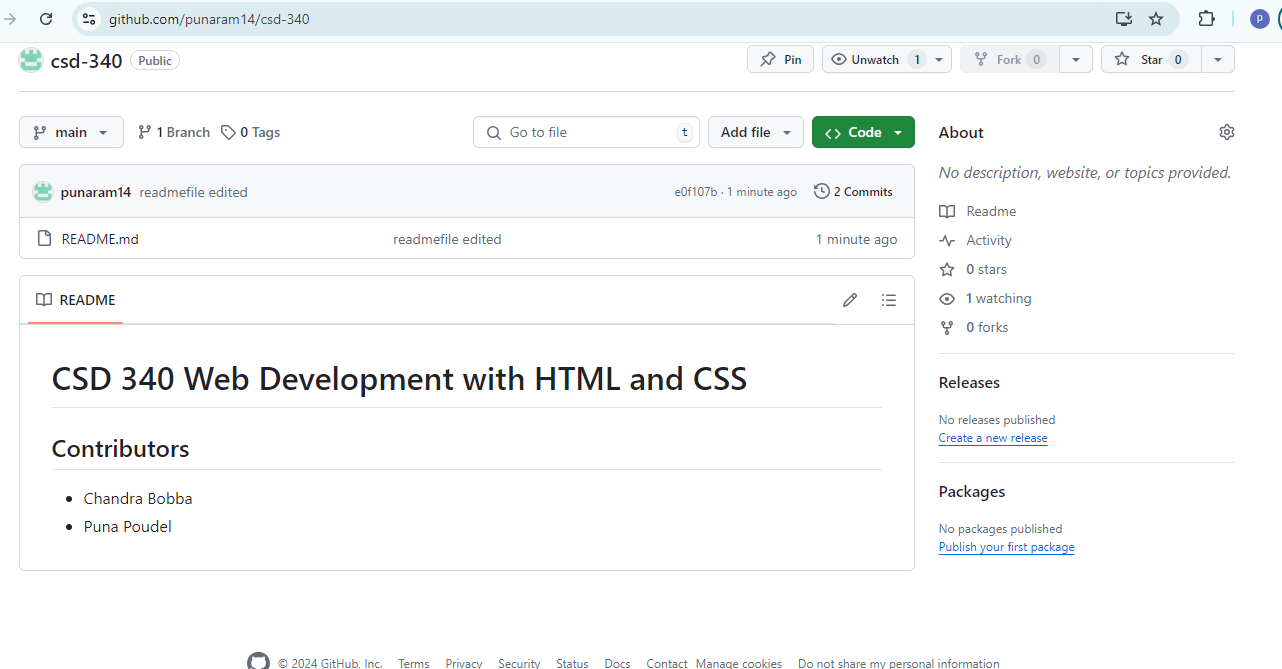 github.com/punaram14/csd-340
P
csd-340 Public Pin Unwatch 1 Fork 0 Star 0
main 1 Branch 0 Tags Go to file t Add file <> Code
About
No description, website, or topics provided.
punaram14 readmefile edited e0f107b · 1 minute ago 2 Commits
README.md readmefile edited 1 minute ago
Readme
Activity
0 stars
1 watching
0 forks
README
CSD 340 Web Development with HTML and CSS
Contributors
• Chandra Bobba
• Puna Poudel
Releases
No releases published
Create a new release
Packages
No packages published
Publish your first package
© 2024 GitHub, Inc. Terms Privacy Security Status Docs Contact Manage cookies Do not share my personal information